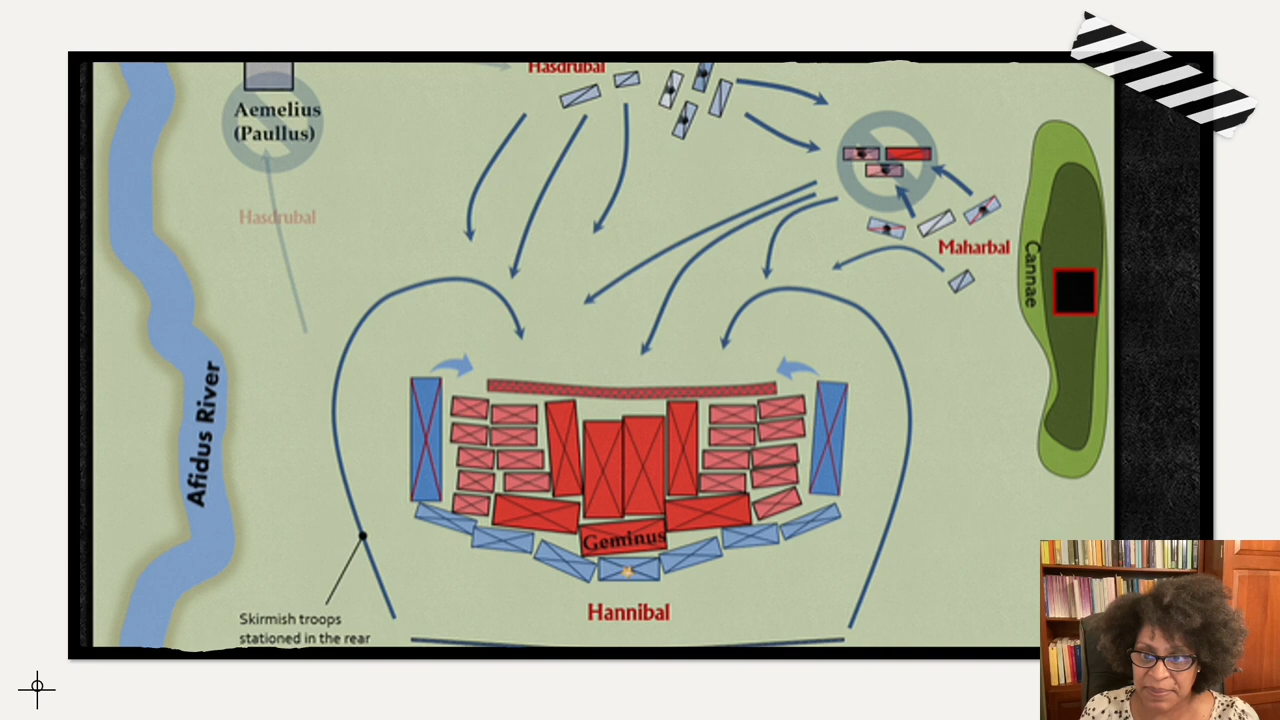 Hasdrubal
Aemelius
(Paullus)
Hasdrubal
Maharbal
Cannae
Afidus River
Geminus
Hannibal
Skirmish troops
stationed in the rear